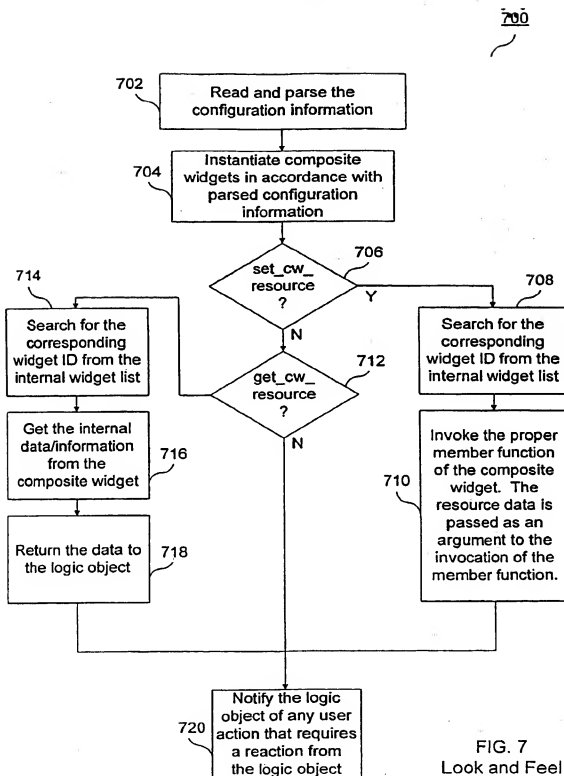 700
702
Read and parse the
configuration information
704
Instantiate composite
widgets in accordance with
parsed configuration
information
706
set_cw_
resource
?
Y
N
714
Search for the
corresponding
widget ID from the
internal widget list
708
Search for the
corresponding
widget ID from the
internal widget list
712
get_cw_
resource
?
N
Get the internal
data/information
from the
composite widget
716
710
Invoke the proper
member function
of the composite
widget. The
resource data is
passed as an
argument to the
invocation of the
member function.
Return the data to
the logic object
718
720
Notify the logic
object of any user
action that requires
a reaction from
the logic object
FIG. 7
Look and Feel